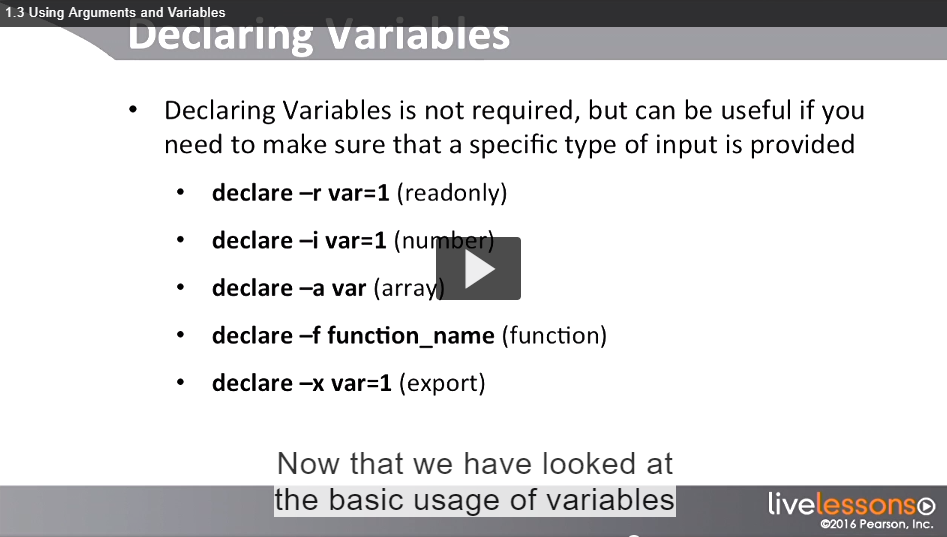 1.3 Using Arguments and Variables
Declaring Variables
• Declaring Variables is not required, but can be useful if you
need to make sure that a specific type of input is provided
• declare –r var=1 (readonly)
• declare –i var=1 (number)
• declare –a var (array)
• declare –f function_name (function)
• declare –x var=1 (export)
Now that we have looked at
the basic usage of variables
livelessons
©2016 Pearson, Inc.